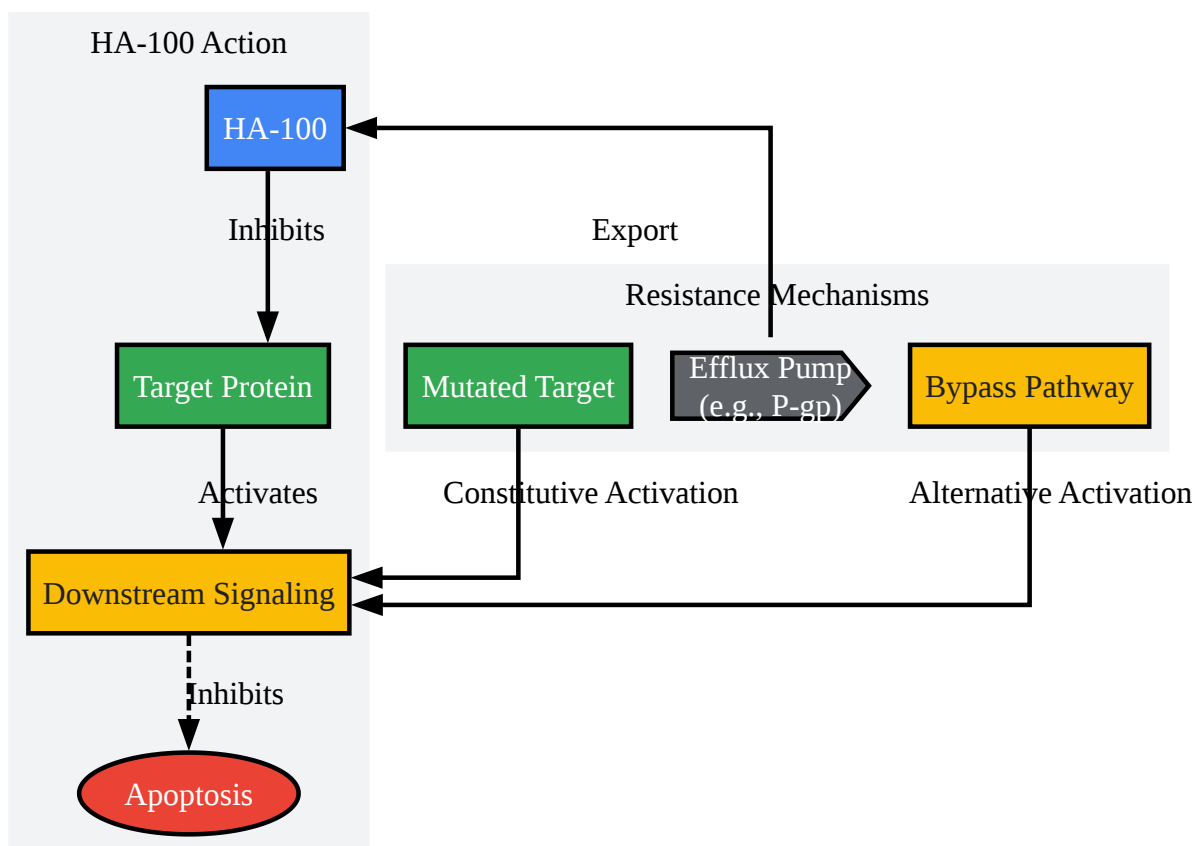 HA-100 Action
HA-100
Inhibits
Export
Resistance Mechanisms
Target Protein
Mutated Target
Efflux Pump
(e.g., P-gp)
Bypass Pathway
Activates
Constitutive Activation
Alternative Activation
Downstream Signaling
Inhibits
Apoptosis